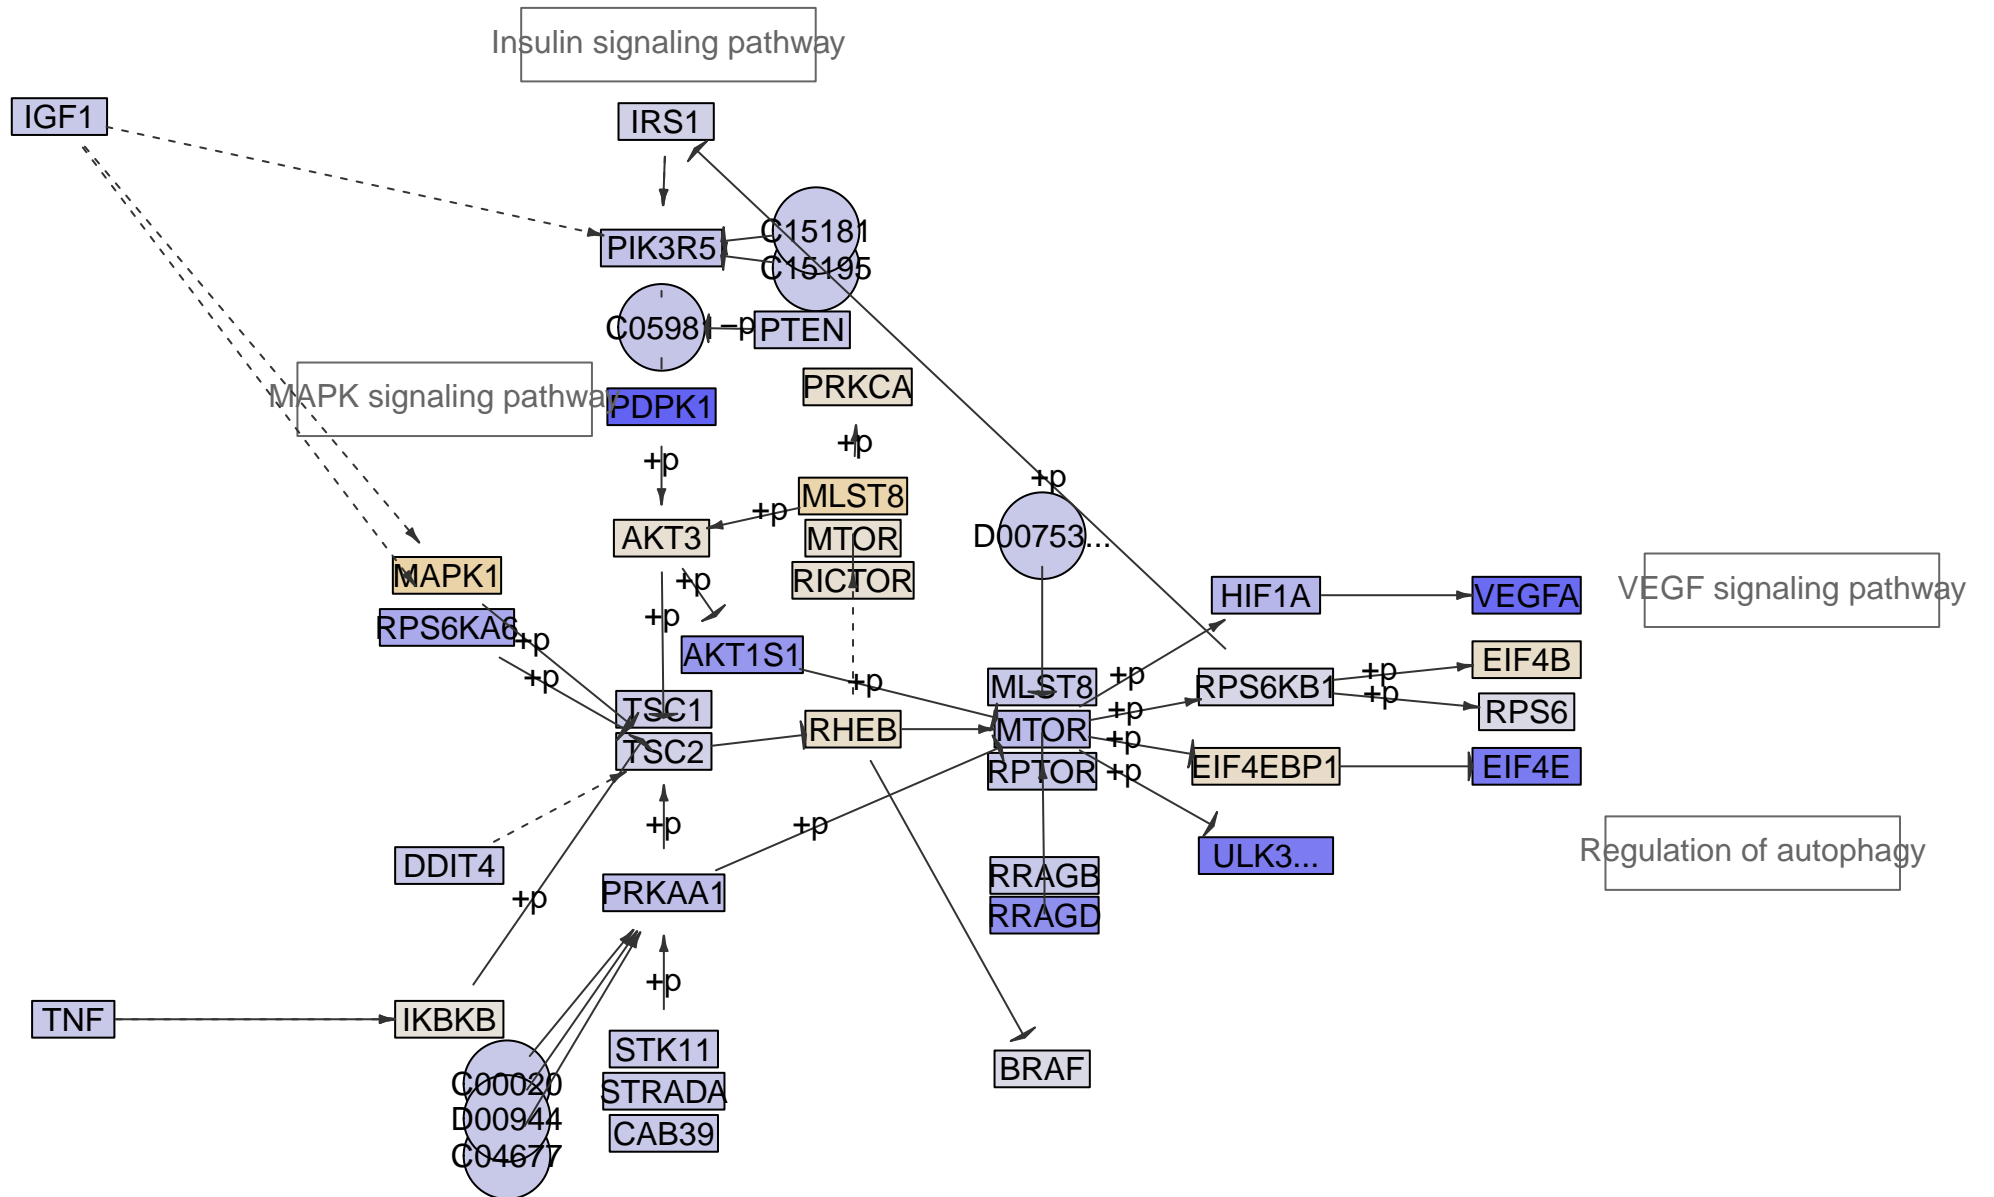 Insulin signaling pathway
IGF1
IRS1
C15181
PIK3R5
C15195
C0598
−p
PTEN
MAPK signaling pathway
PDPK1
PRKCA
+p
+p
+p
MLST8
+p
AKT3
MTOR
D00753...
MAPK1
+p
RICTOR
HIF1A
VEGFA
VEGF signaling pathway
RPS6KA6
+p
+p
AKT1S1
EIF4B
+p
+p
+p
+p
MLST8
RPS6KB1
+p
TSC1
+p
RPS6
RHEB
MTOR
+p
TSC2
RPTOR
+p
EIF4EBP1
EIF4E
+p
+p
DDIT4
ULK3...
Regulation of autophagy
RRAGB
+p
PRKAA1
RRAGD
+p
TNF
IKBKB
STK11
BRAF
C00020
STRADA
D00944
CAB39
C04677